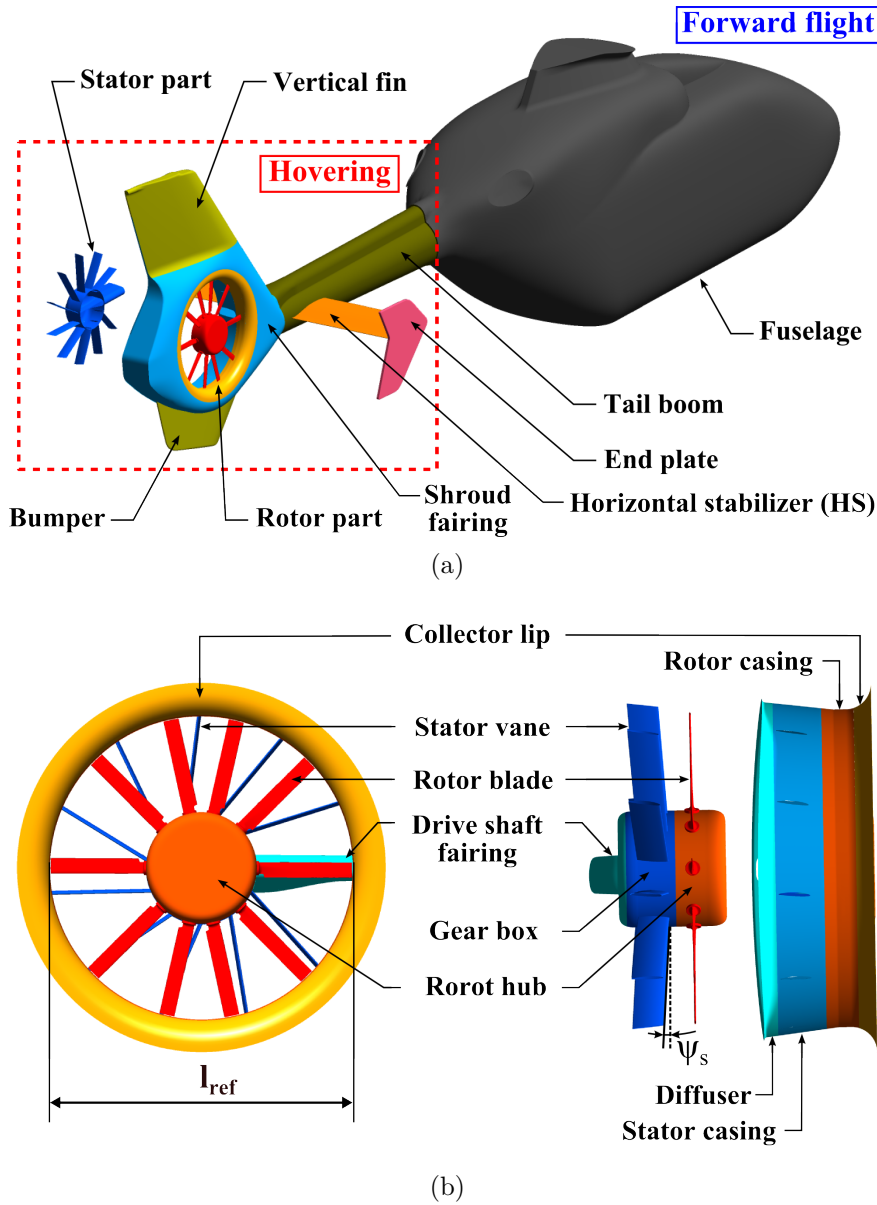 Forward flight
Stator part
Vertical fin
Hovering
Fuselage
Tail boom
End plate
Horizontal stabilizer (HS)
Shroud
fairing
Rotor part
Bumper
(a)
Collector lip
Rotor casing
Stator vane
Rotor blade
Drive shaft
fairing
Gear box
Rorot hub
ψs
lref
Diffuser
Stator casing
(b)